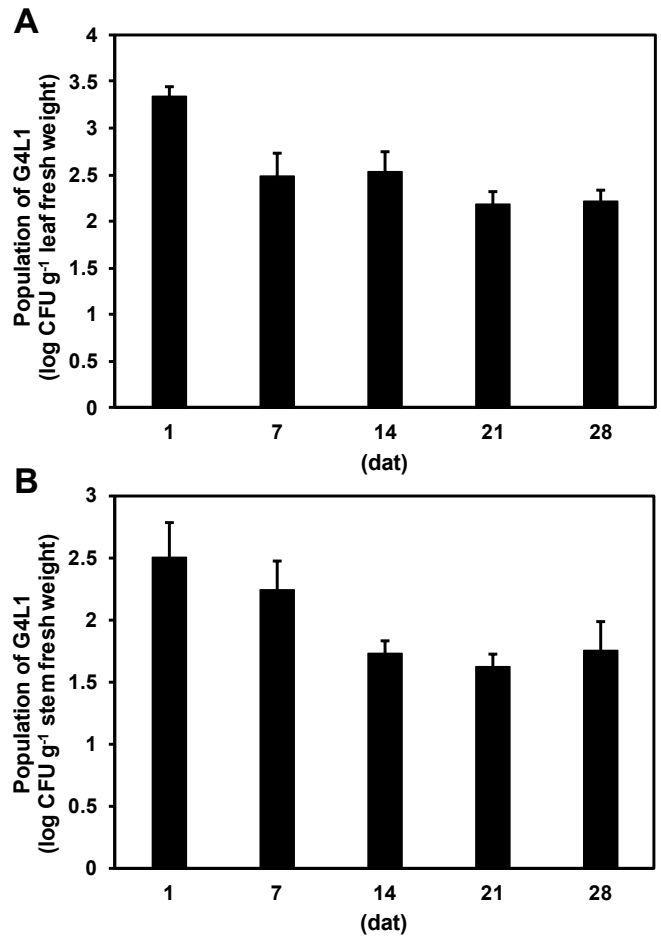 A
Population of G4L1
(log CFU g⁻¹ leaf fresh weight)
4
3.5
3
2.5
2
1.5
1
0.5
0
1 7 14 21 28
(dat)
B
Population of G4L1
(log CFU g⁻¹ stem fresh weight)
3
2.5
2
1.5
1
0.5
0
1 7 14 21 28
(dat)